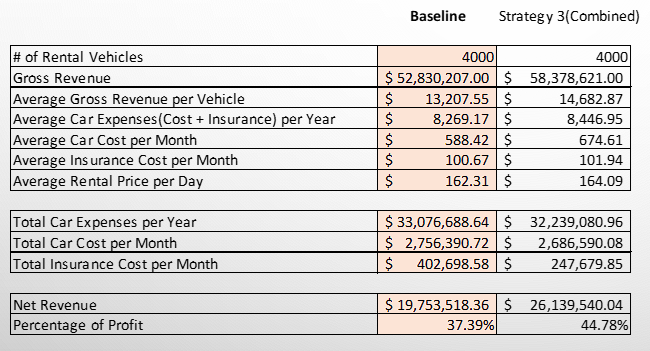 Baseline Strategy 3(Combined)
# of Rental Vehicles 4000 4000
Gross Revenue $ 52,830,207.00 $ 58,378,621.00
Average Gross Revenue per Vehicle $ 13,207.55 $ 14,682.87
Average Car Expenses(Cost + Insurance) per Year $ 8,269.17 $ 8,446.95
Average Car Cost per Month $ 588.42 $ 674.61
Average Insurance Cost per Month $ 100.67 $ 101.94
Average Rental Price per Day $ 162.31 $ 164.09
Total Car Expenses per Year $ 33,076,688.64 $ 32,239,080.96
Total Car Cost per Month $ 2,756,390.72 $ 2,686,590.08
Total Insurance Cost per Month $ 402,698.58 $ 247,679.85
Net Revenue $ 19,753,518.36 $ 26,139,540.04
Percentage of Profit 37.39% 44.78%